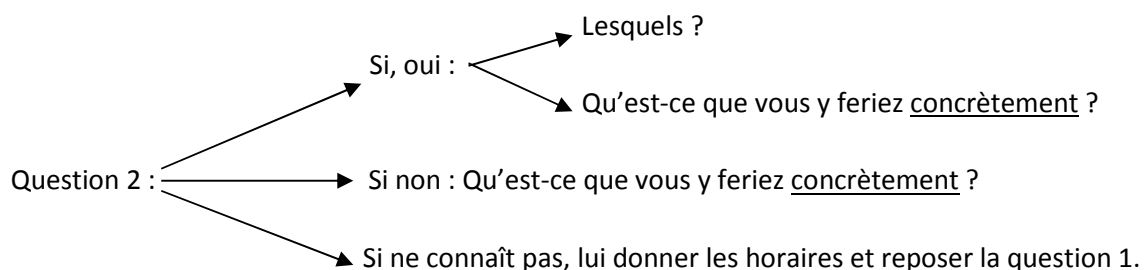 Lesquels ?
Si, oui :
Qu’est-ce que vous y feriez concrètement ?
Question 2 :
Si non : Qu’est-ce que vous y feriez concrètement ?
Si ne connaît pas, lui donner les horaires et reposer la question 1.